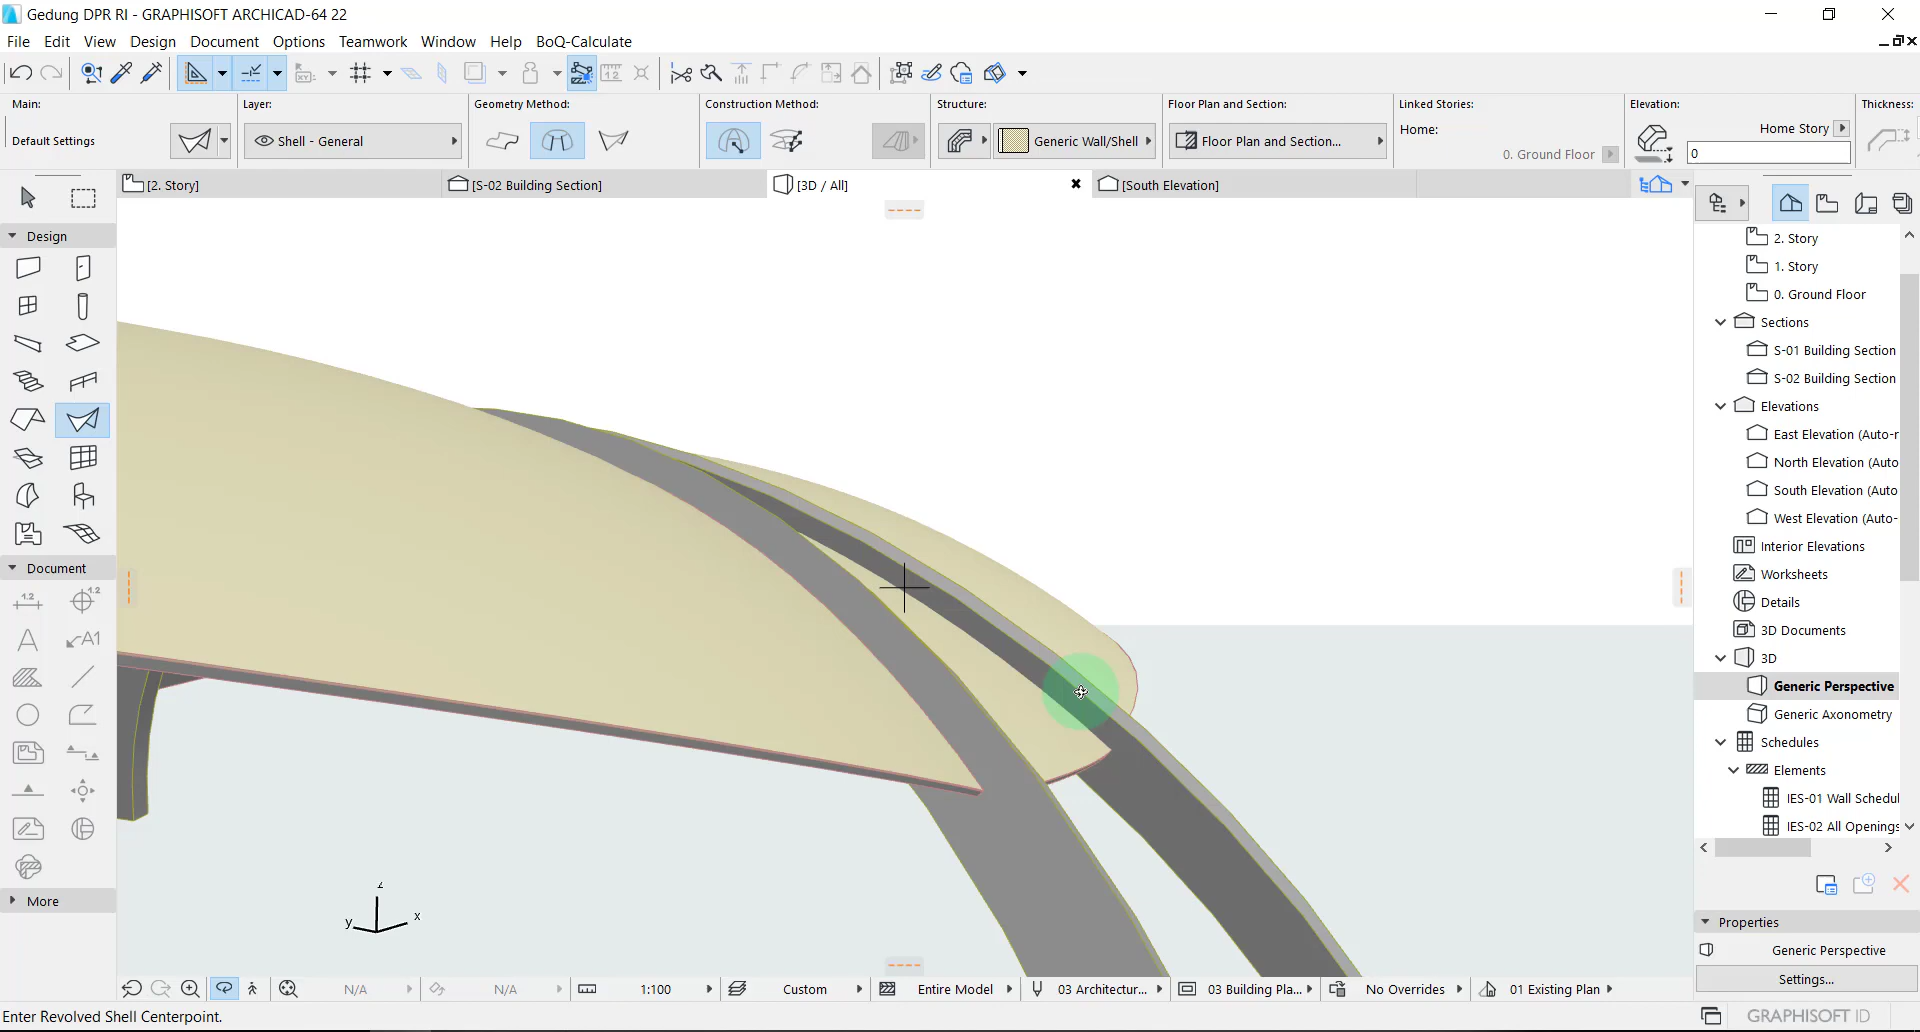 Gedung DPR RI - GRAPHISOFT ARCHICAD-64 22
File Edit View Design Document Options Teamwork Window Help BoQ-Calculate
Main: Layer: Geometry Method: Construction Method: Structure: Floor Plan and Section: Linked Stories: Elevation: Thickness:
Default Settings Shell - General Generic Wall/Shell Floor Plan and Section... Home: Home Story
0. Ground Floor 0
[2. Story] [S-02 Building Section] [3D / All] [South Elevation]
Design
Document
1.2 1.2
A A1
More
2. Story
1. Story
0. Ground Floor
Sections
S-01 Building Section
S-02 Building Section
Elevations
East Elevation (Auto-r
North Elevation (Auto
South Elevation (Auto
West Elevation (Auto-
Interior Elevations
Worksheets
Details
3D Documents
3D
Generic Perspective
Generic Axonometry
Schedules
Elements
IES-01 Wall Schedul
IES-02 All Openings
Properties
Generic Perspective
Settings...
z
y x
N/A N/A 1:100 Custom Entire Model 03 Architectur... 03 Building Pla... No Overrides 01 Existing Plan
Enter Revolved Shell Centerpoint. GRAPHISOFT ID